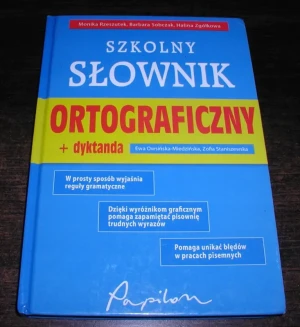 Monika Rzeszutek, Barbara Sobczak, Halina Zgółkowa
SZKOLNY
SŁOWNIK
ORTOGRAFICZNY
+ dyktanda
Ewa Owsińska-Miedzińska, Zofia Staniszewska
W prosty sposób wyjaśnia
reguły gramatyczne
Dzięki wyróżnikom graficznym
pomaga zapamiętać pisownię
trudnych wyrazów
Pomaga unikać błędów
w pracach pisemnych
Papilon